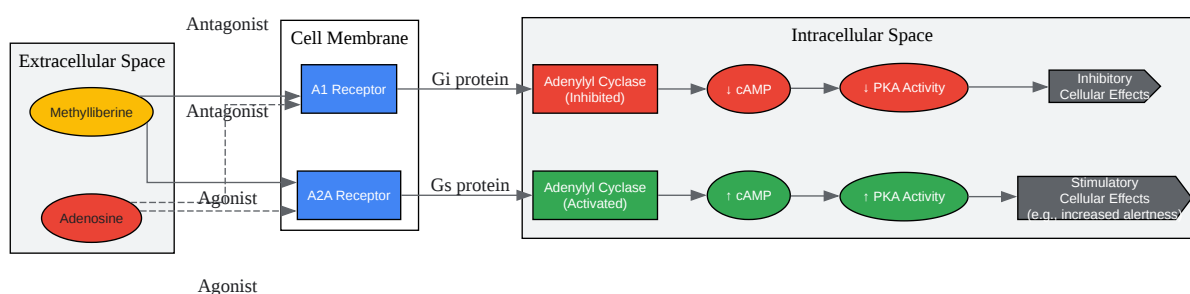 Antagonist
Extracellular Space
Cell Membrane
Intracellular Space
Methylliberine
Antagonist
A1 Receptor
Gi protein
Adenylyl Cyclase
(Inhibited)
↓ cAMP
↓ PKA Activity
Inhibitory
Cellular Effects
Adenosine
Agonist
A2A Receptor
Gs protein
Adenylyl Cyclase
(Activated)
↑ cAMP
↑ PKA Activity
Stimulatory
Cellular Effects
(e.g., increased alertness)
Agonist